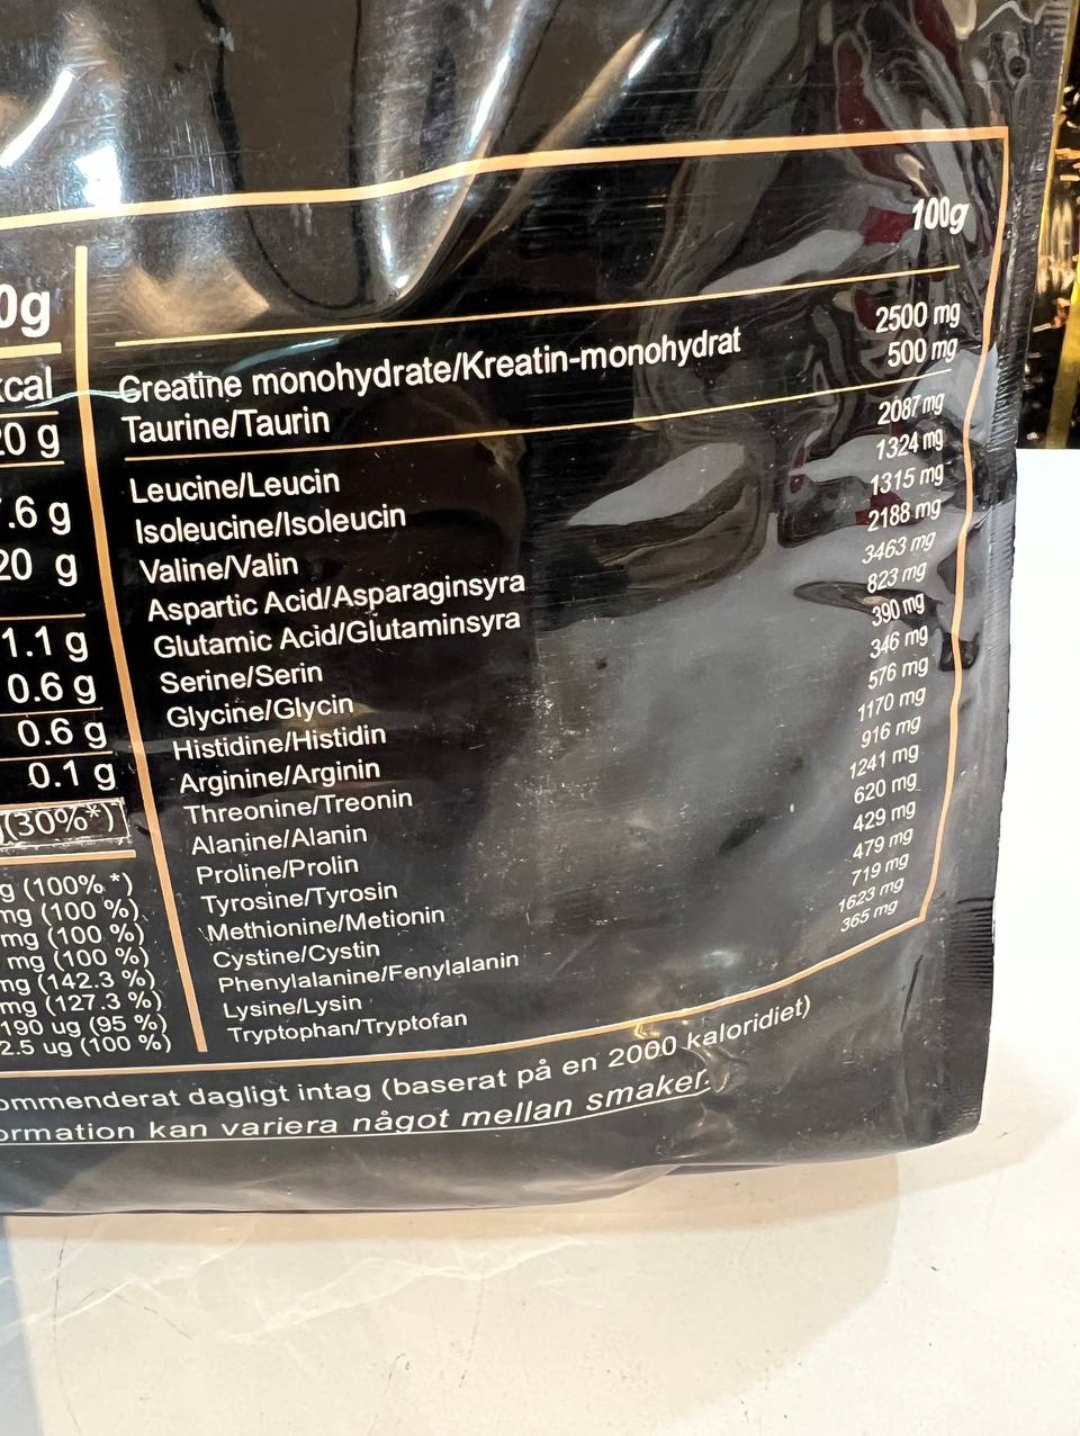 100g
0g
kcal
20 g
.6 g
20 g
1.1 g
0.6 g
0.6 g
0.1 g
(30%*)
g (100% *)
mg (100 %)
mg (100 %)
mg (100 %)
mg (142.3 %)
mg (127.3 %)
190 ug (95 %)
2.5 ug (100 %)
Creatine monohydrate/Kreatin-monohydrat 2500 mg
Taurine/Taurin 500 mg
Leucine/Leucin 2087 mg
Isoleucine/Isoleucin 1324 mg
Valine/Valin 1315 mg
Aspartic Acid/Asparaginsyra 2188 mg
Glutamic Acid/Glutaminsyra 3463 mg
Serine/Serin 823 mg
Glycine/Glycin 390 mg
Histidine/Histidin 346 mg
Arginine/Arginin 576 mg
Threonine/Treonin 1170 mg
Alanine/Alanin 916 mg
Proline/Prolin 1241 mg
Tyrosine/Tyrosin 620 mg
Methionine/Metionin 429 mg
Cystine/Cystin 479 mg
Phenylalanine/Fenylalanin 719 mg
Lysine/Lysin 1623 mg
Tryptophan/Tryptofan 365 mg
ommenderat dagligt intag (baserat på en 2000 kaloridiet)
ormation kan variera något mellan smaker.